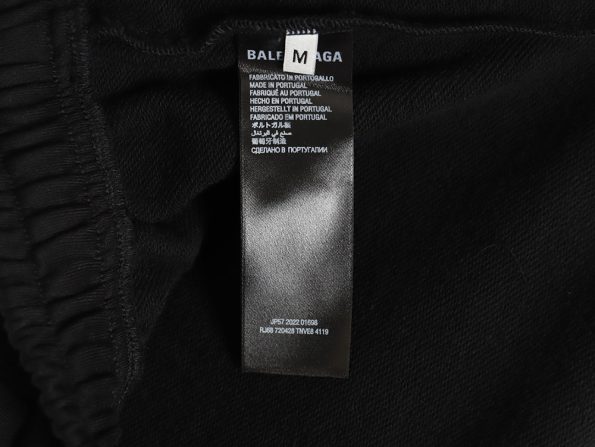 M
FABBRICATO IN PORTOGALLO
MADE IN PORTUGAL
FABRIQUÉ AU PORTUGAL
HECHO EN PORTUGAL
HERGESTELLT IN PORTUGAL
FABRICADO EM PORTUGAL
ポルトガル製
صنع في البرتغال
葡萄牙制造
СДЕЛАНО В ПОРТУГАЛИИ
JP57 2022 01698
RJ68 720428 TNVE8 4119